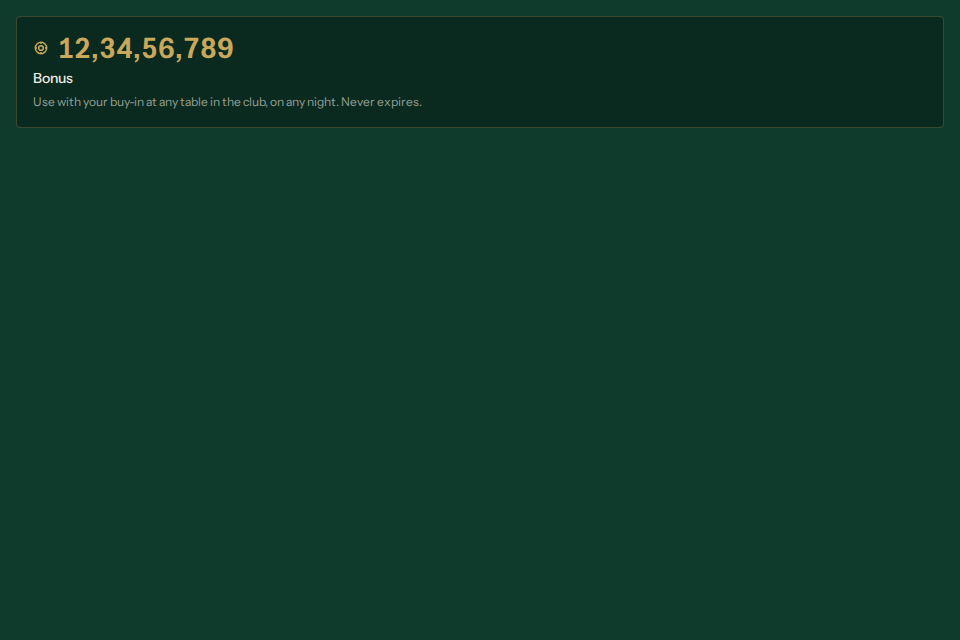 12,34,56,789
Bonus
Use with your buy-in at any table in the club, on any night. Never expires.